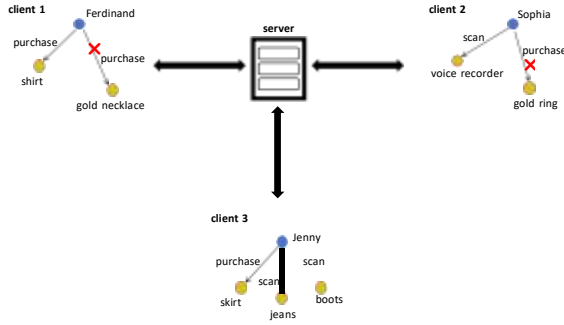 client 1
Ferdinand
purchase
purchase
shirt
gold necklace
server
client 2
Sophia
scan
purchase
voice recorder
gold ring
client 3
Jenny
purchase
scan
scan
skirt
boots
jeans